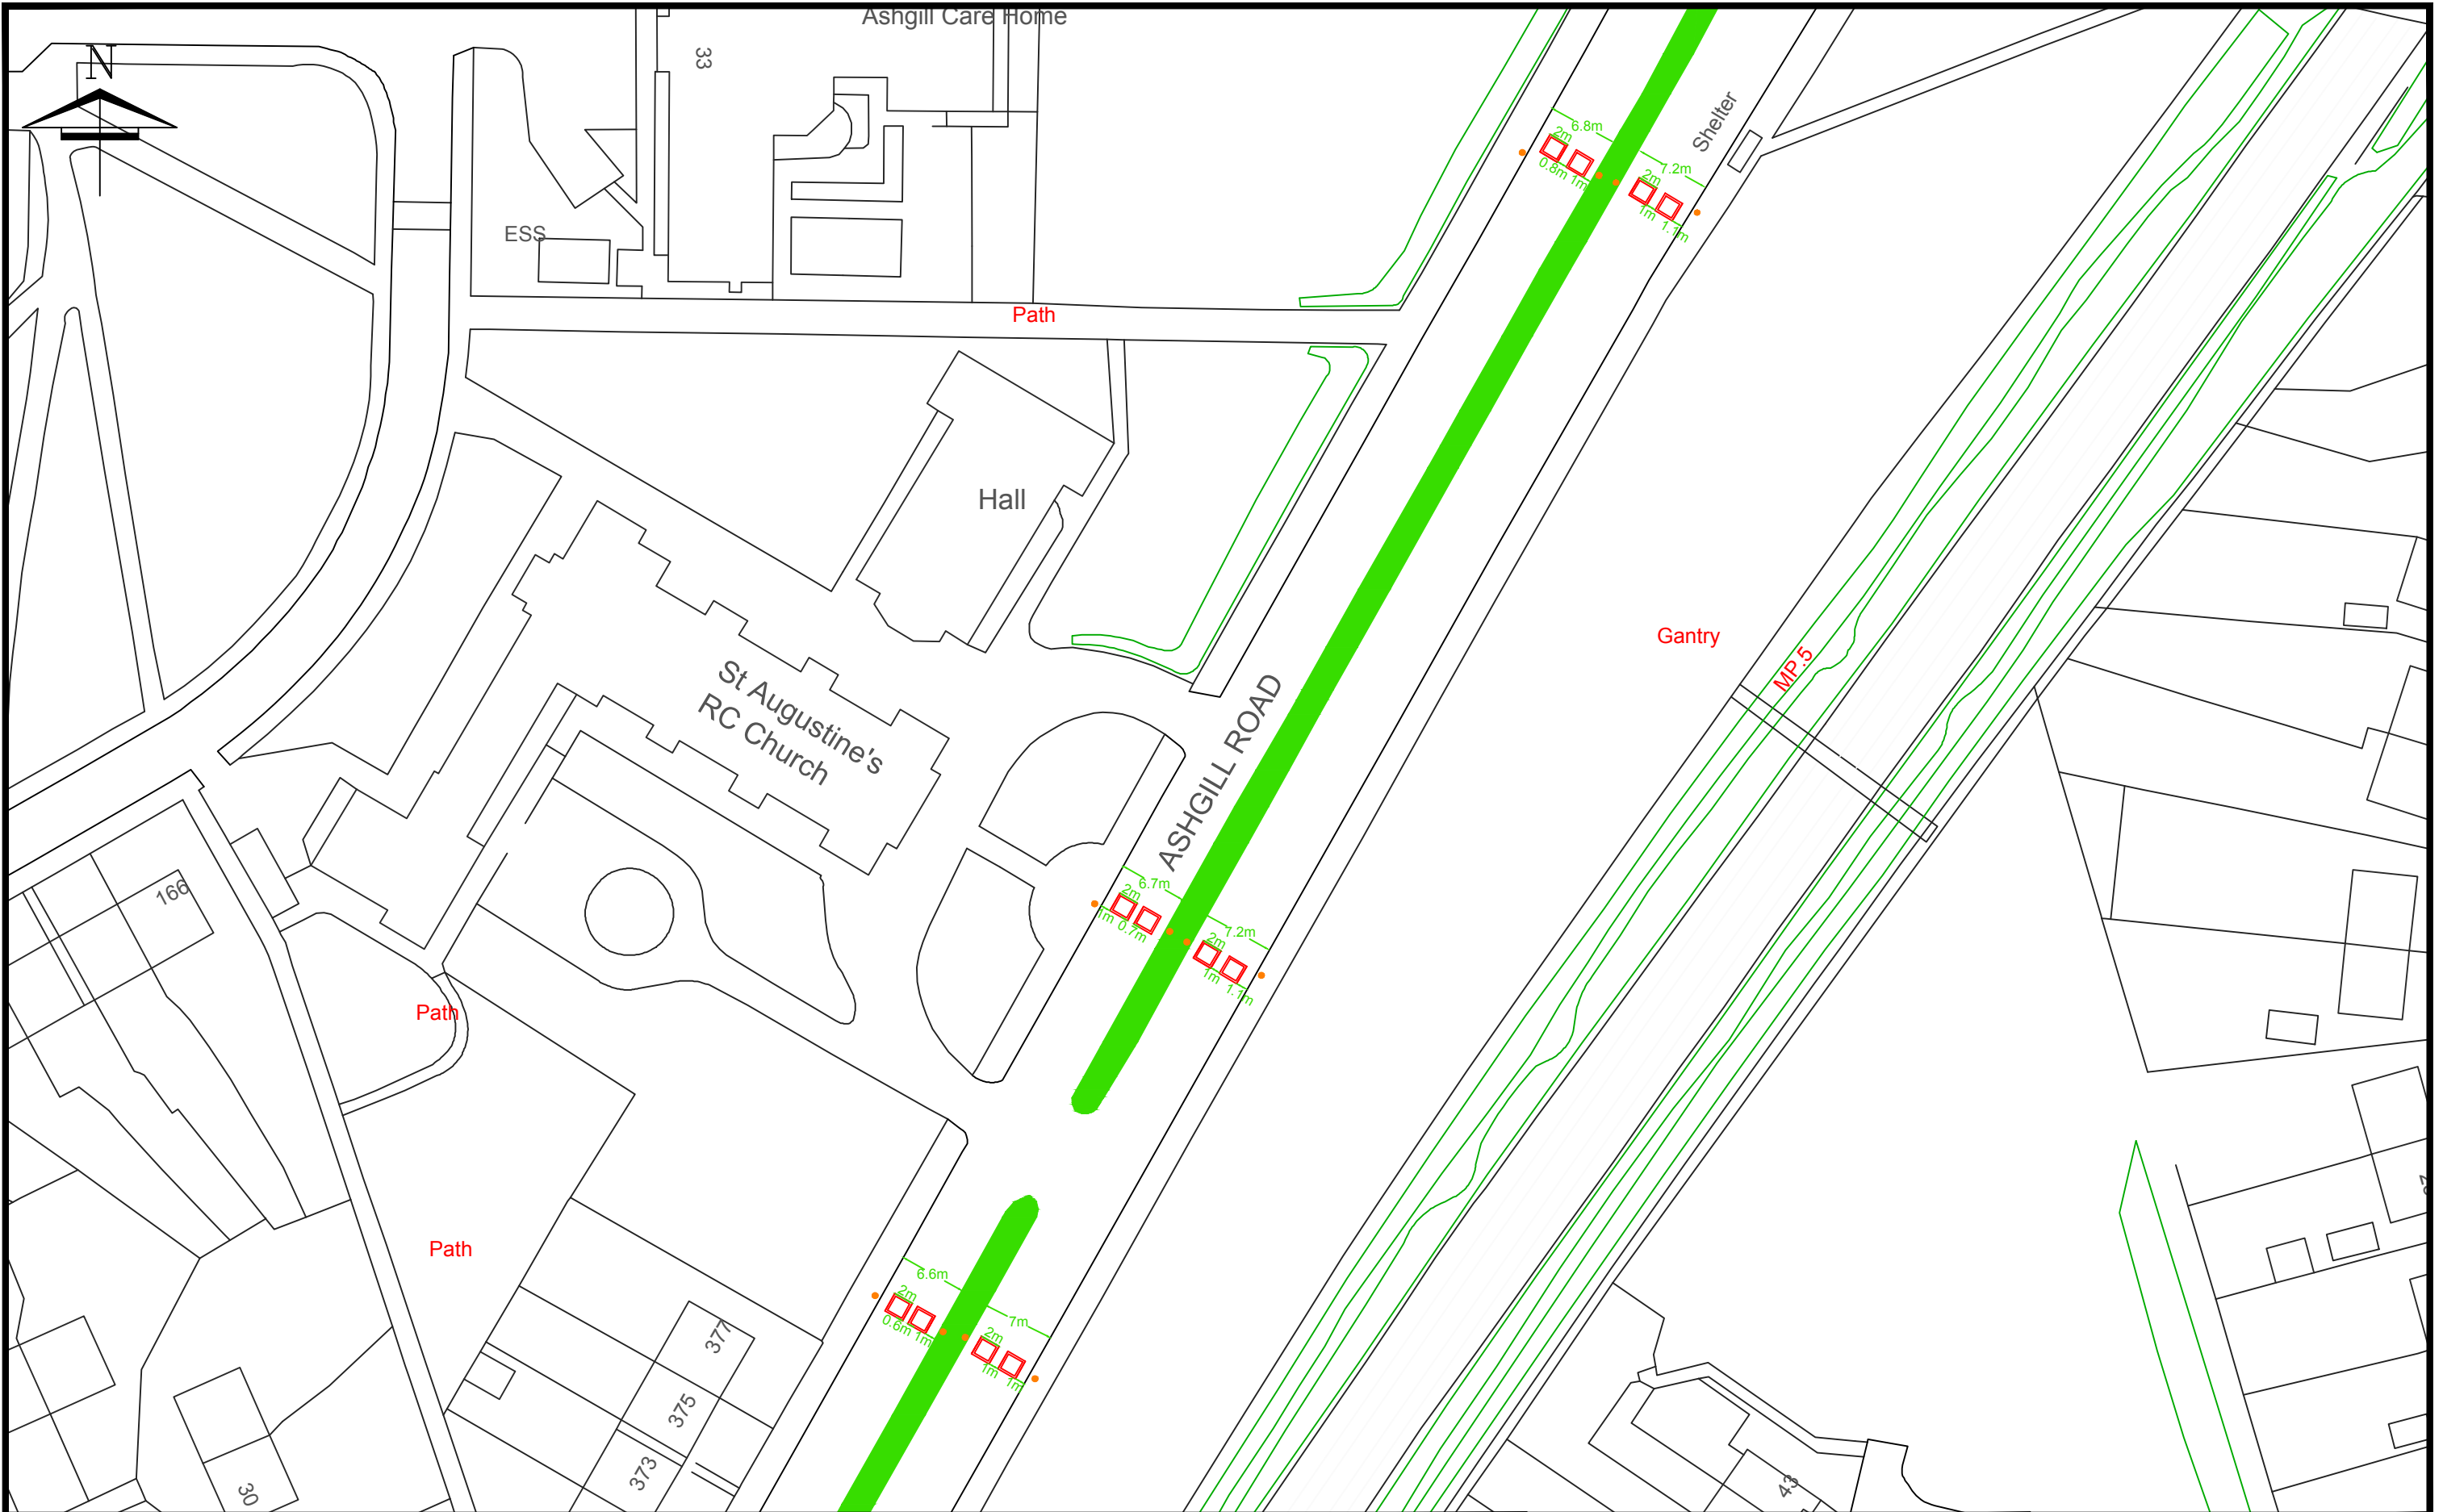 Ashgill Care Home
N
33
Shelter
6.8m
2m
0.8m 1m
7.2m
2m
1m 1.1m
ESS
Path
Hall
Gantry
MP.5
St Augustine's
RC Church
ASHGILL ROAD
166
6.7m
2m
1m 0.7m
7.2m
2m
1m 1.1m
Path
Path
6.6m
2m
0.6m 1m
7m
2m
1m 1m
377
375
373
30
43